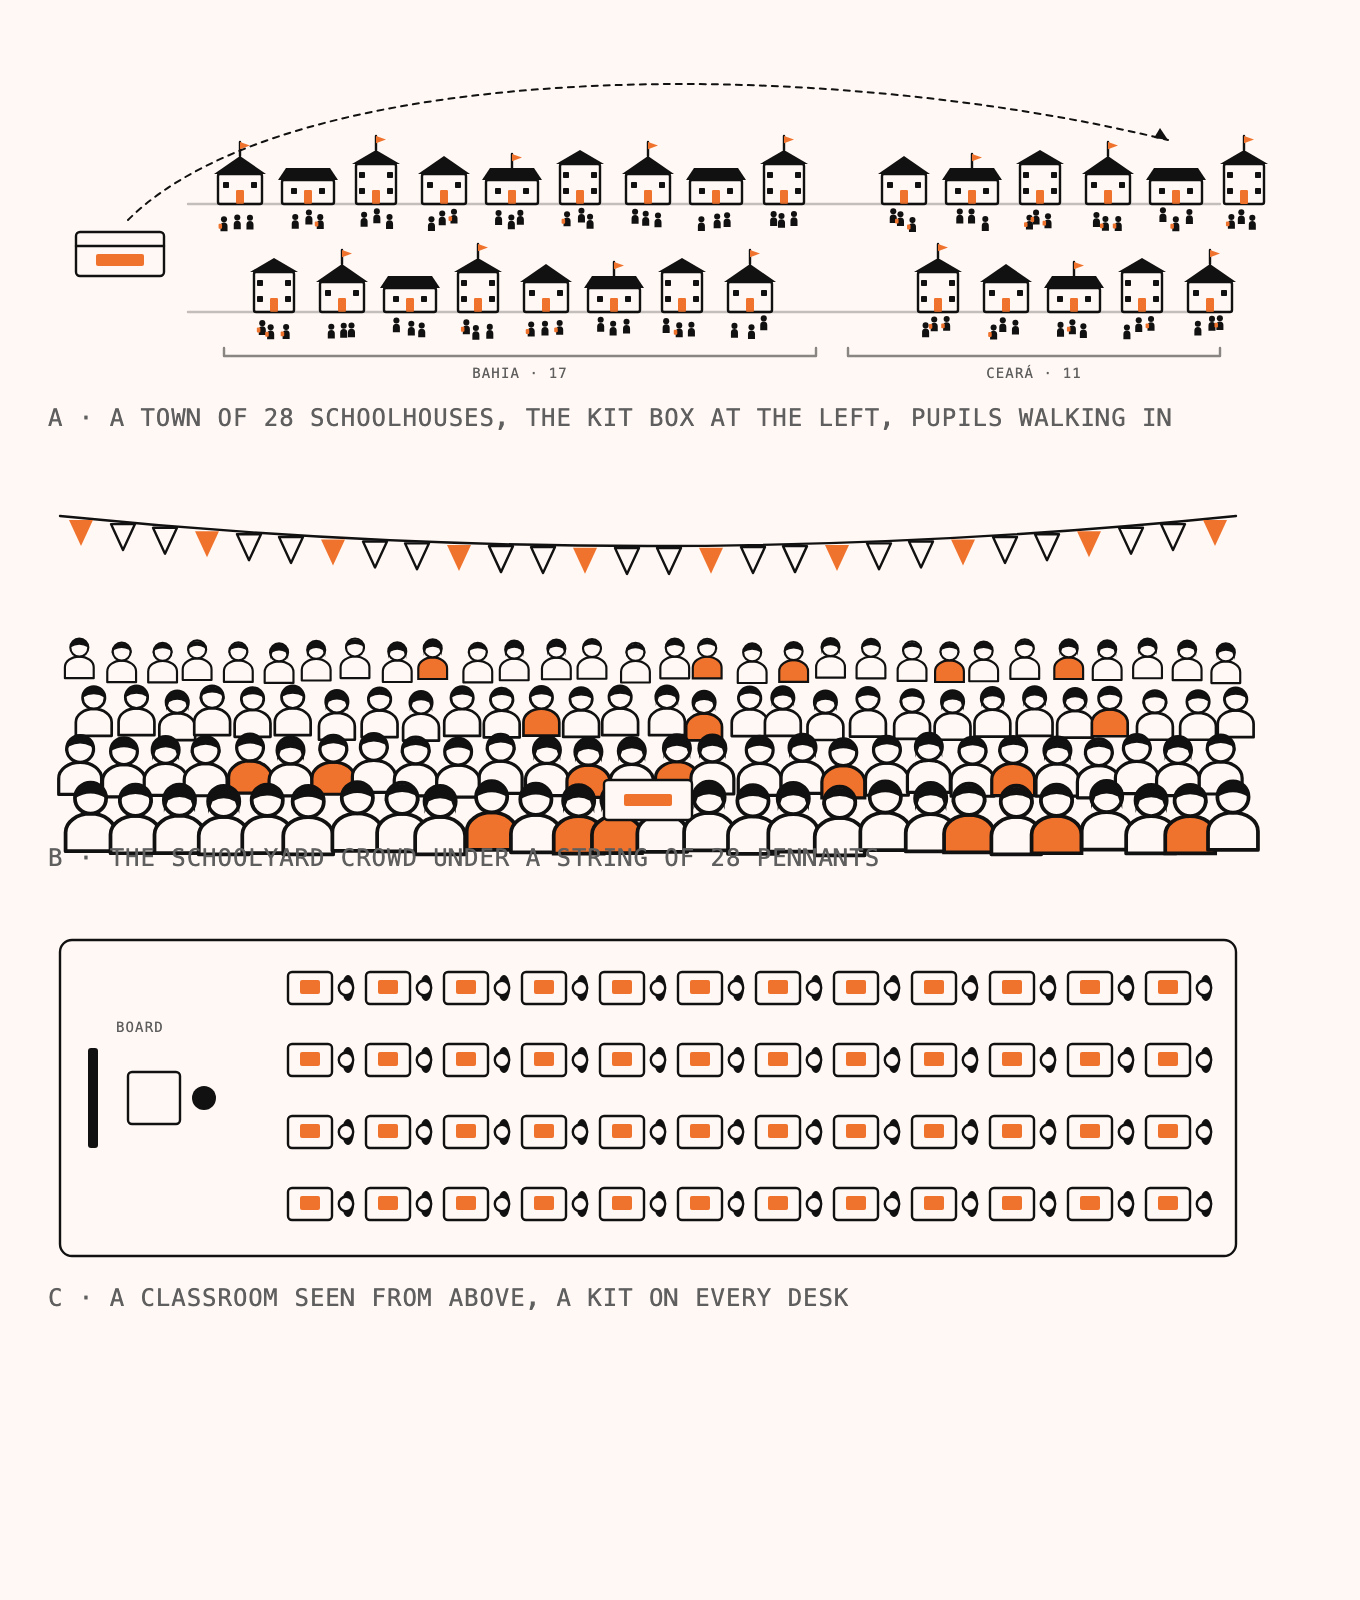 BAHIA · 17
CEARÁ · 11
A · A TOWN OF 28 SCHOOLHOUSES, THE KIT BOX AT THE LEFT, PUPILS WALKING IN
B · THE SCHOOLYARD CROWD UNDER A STRING OF 28 PENNANTS
BOARD
C · A CLASSROOM SEEN FROM ABOVE, A KIT ON EVERY DESK